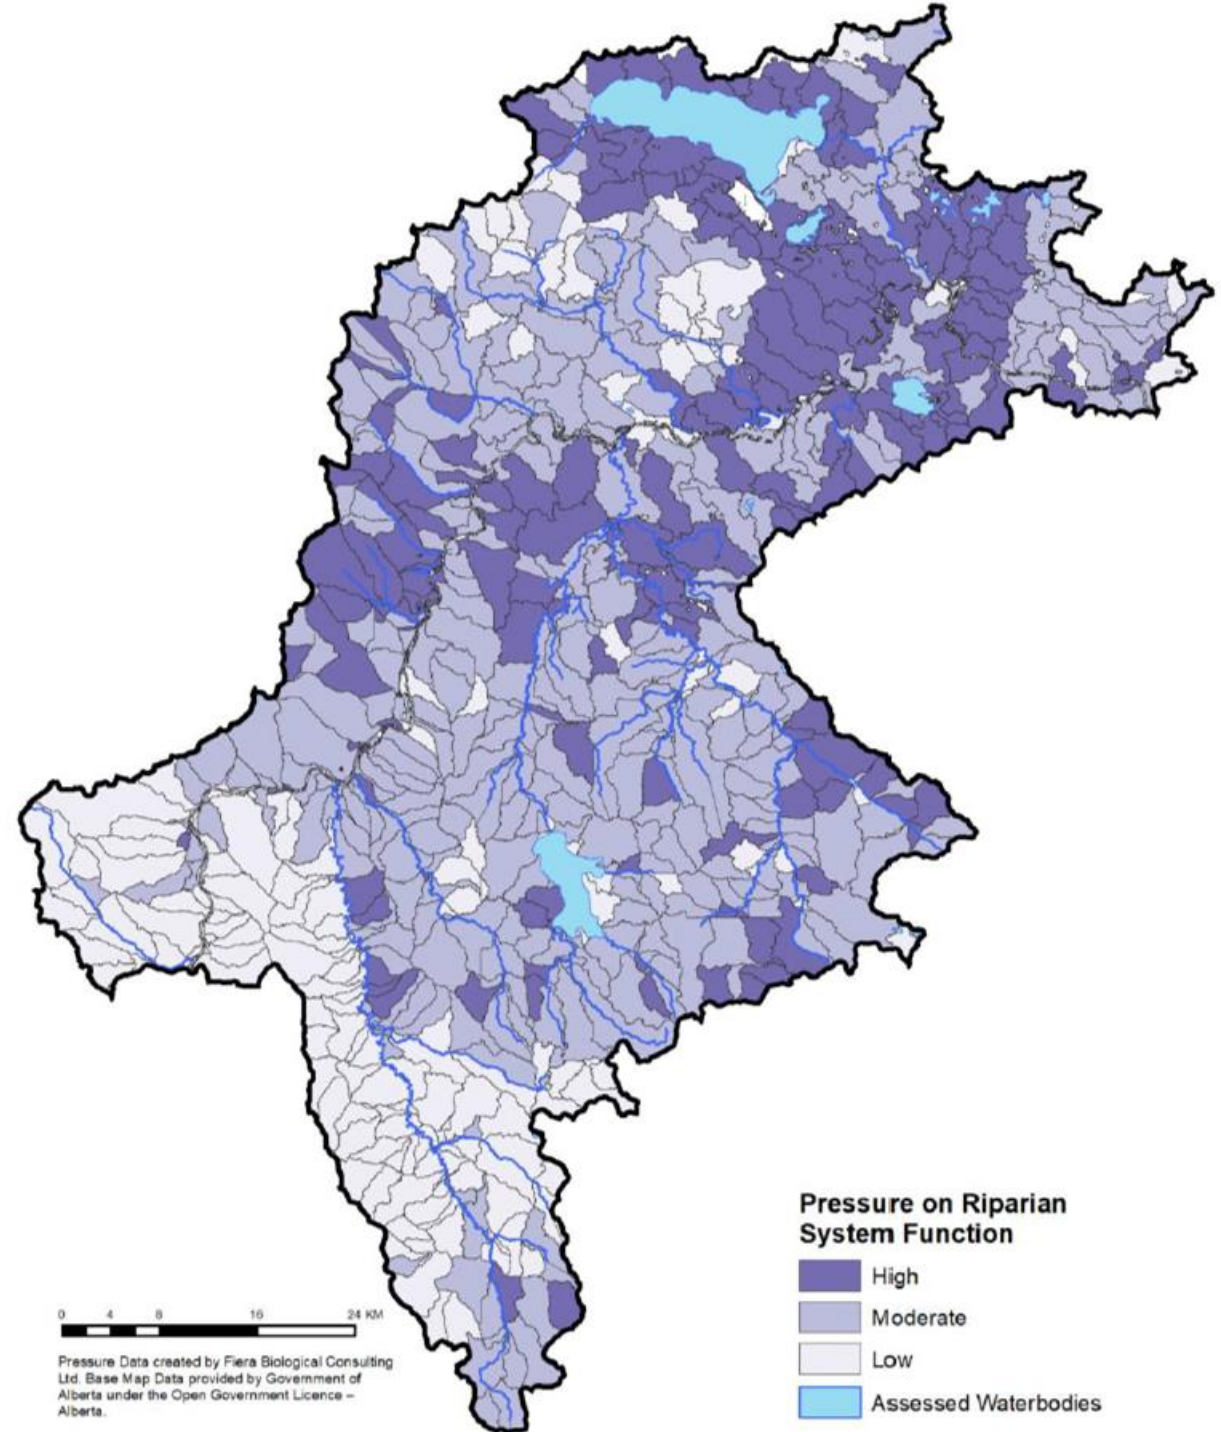 Pressure on Riparian
System Function
High
Moderate
Low
Assessed Waterbodies
0 4 8 16 24 KM
Pressure Data created by Fiera Biological Consulting
Ltd. Base Map Data provided by Government of
Alberta under the Open Government Licence –
Alberta.